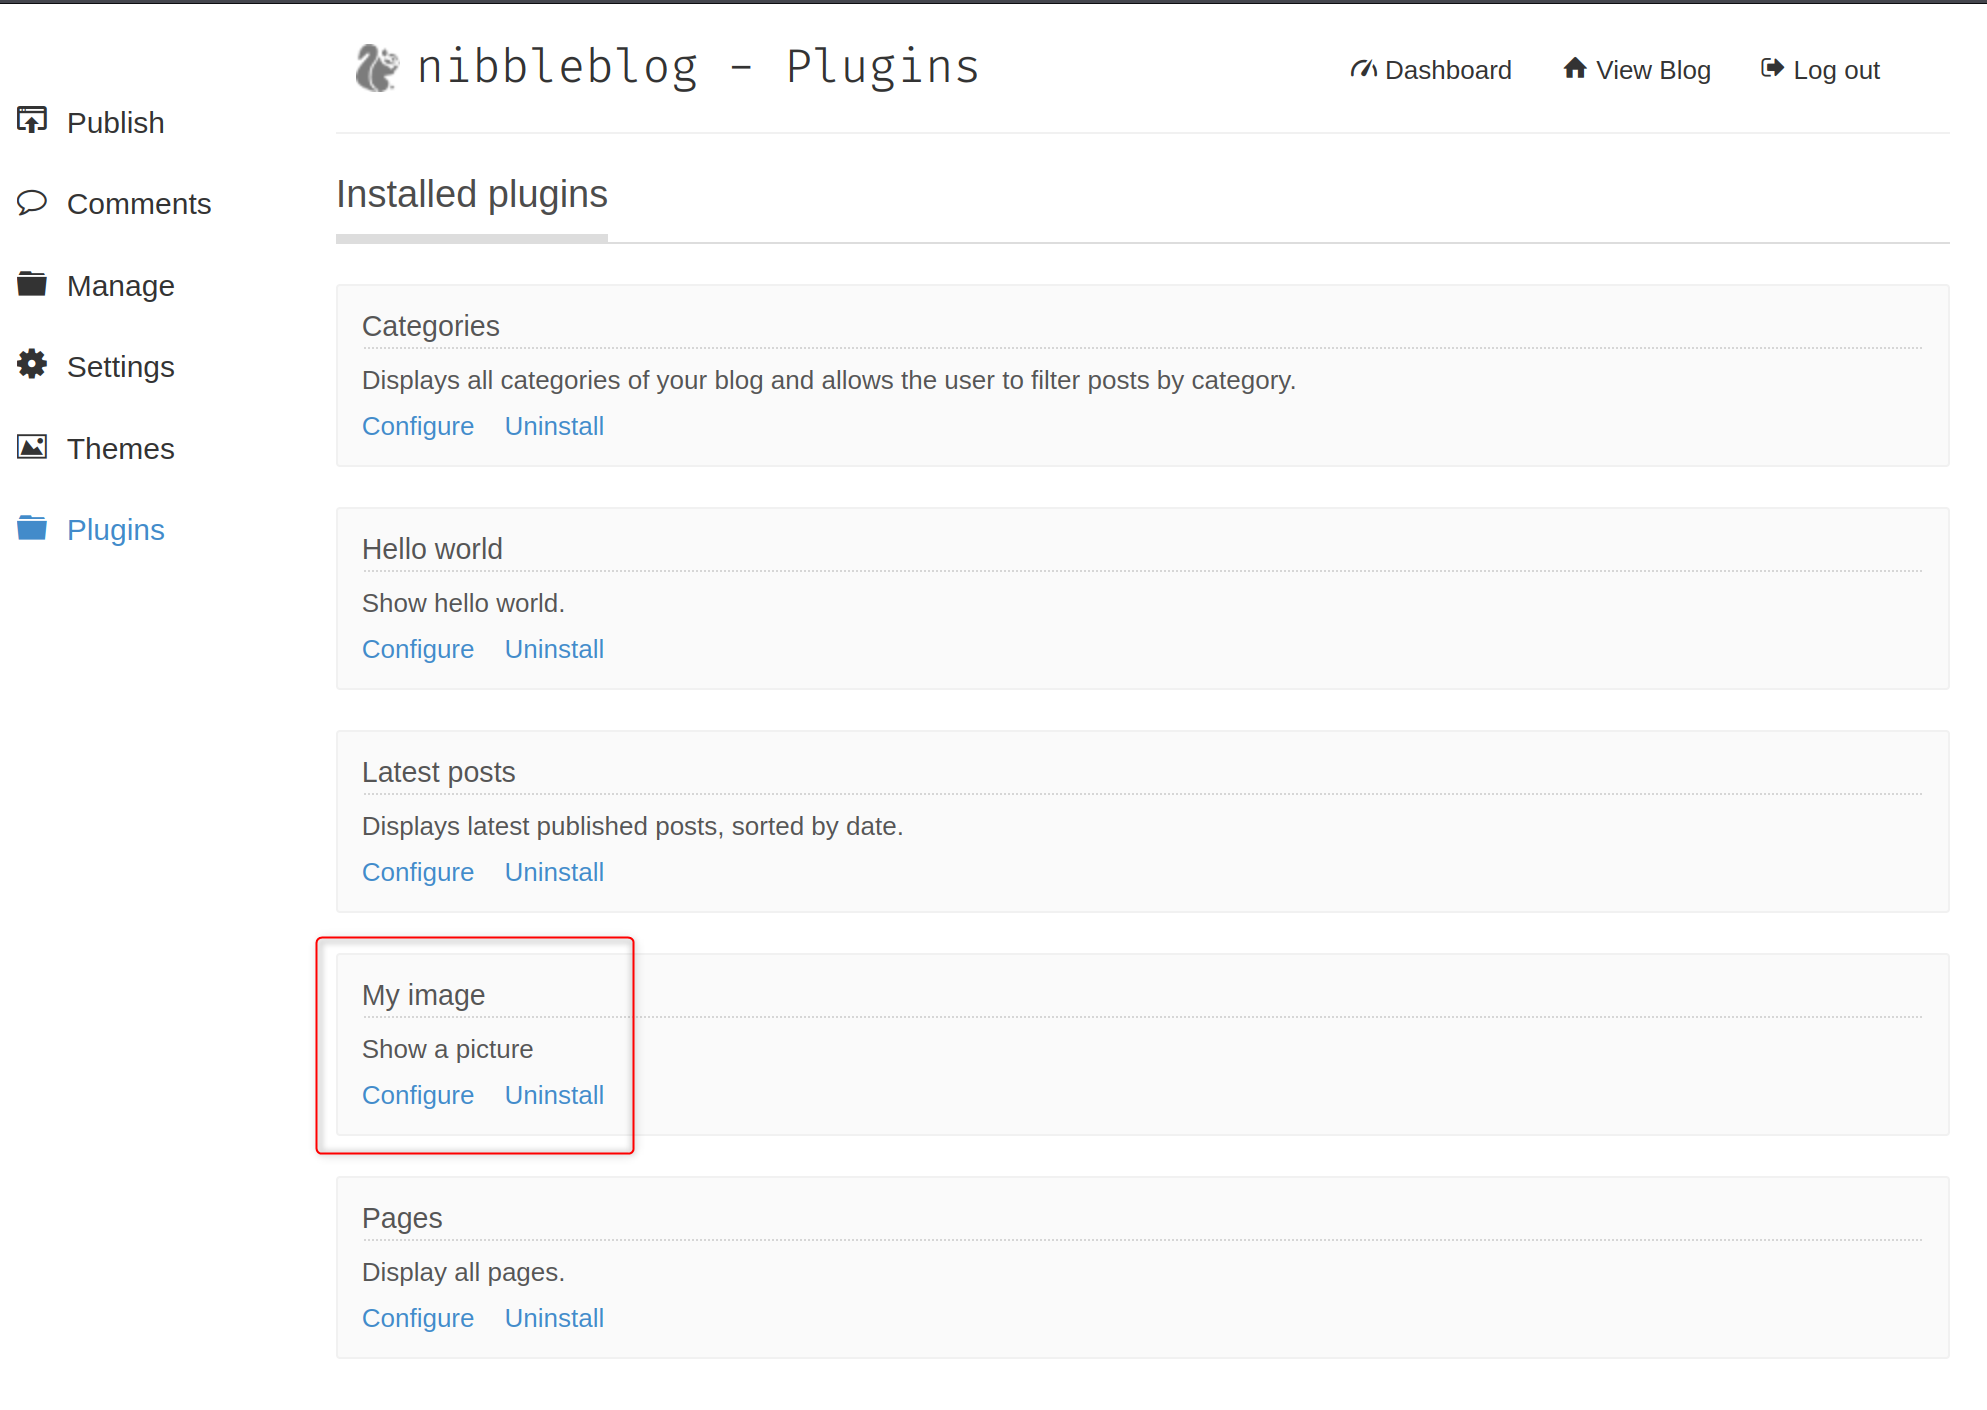 nibbleblog - Plugins
Dashboard
View Blog
Log out
Publish
Comments
Manage
Settings
Themes
Plugins
Installed plugins
Categories
Displays all categories of your blog and allows the user to filter posts by category.
Configure Uninstall
Hello world
Show hello world.
Configure Uninstall
Latest posts
Displays latest published posts, sorted by date.
Configure Uninstall
My image
Show a picture
Configure Uninstall
Pages
Display all pages.
Configure Uninstall